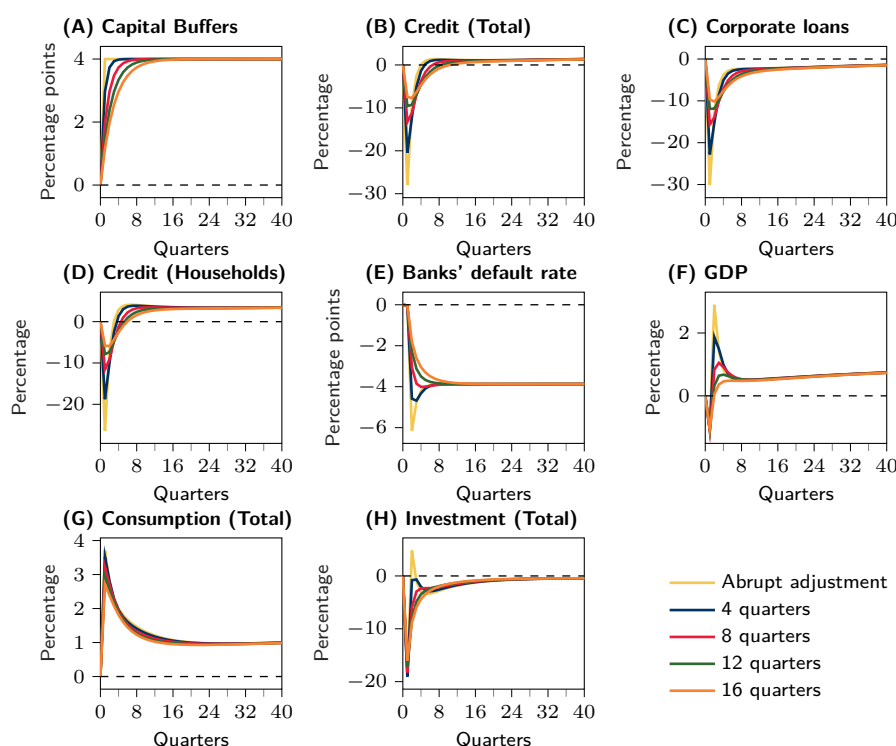 (A) Capital Buffers
Percentage points
4
2
0
0 8 16 24 32 40
Quarters
(B) Credit (Total)
Percentage
0
−10
−20
−30
0 8 16 24 32 40
Quarters
(C) Corporate loans
Percentage
0
−10
−20
−30
0 8 16 24 32 40
Quarters
(D) Credit (Households)
Percentage
0
−10
−20
0 8 16 24 32 40
Quarters
(E) Banks' default rate
Percentage points
0
−2
−4
−6
0 8 16 24 32 40
Quarters
(F) GDP
Percentage
2
0
0 8 16 24 32 40
Quarters
(G) Consumption (Total)
Percentage
4
3
2
1
0
0 8 16 24 32 40
Quarters
(H) Investment (Total)
Percentage
0
−10
−20
0 8 16 24 32 40
Quarters
Abrupt adjustment
4 quarters
8 quarters
12 quarters
16 quarters